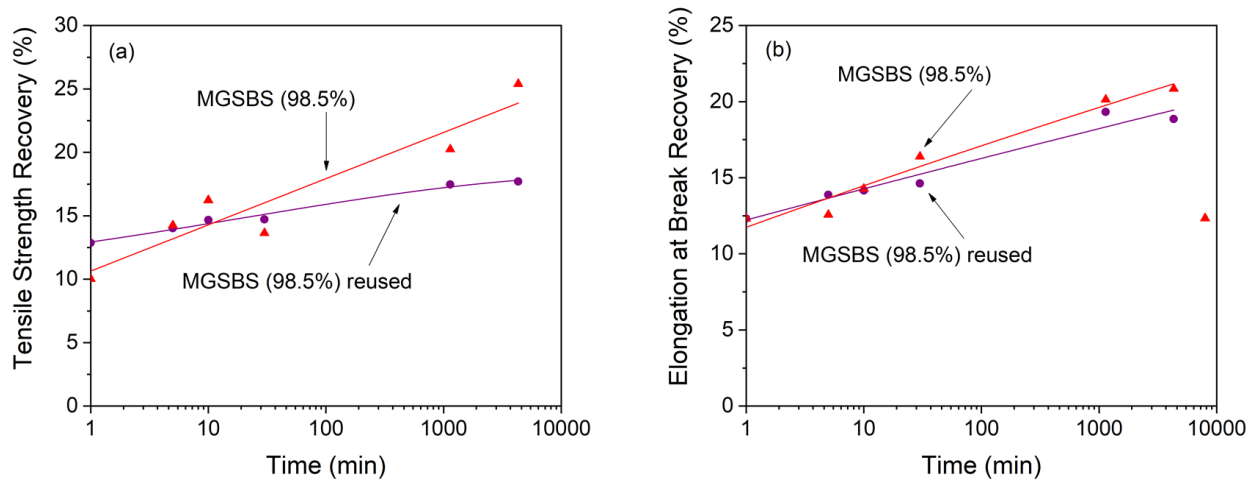 Tensile Strength Recovery (%)
30
25
20
15
10
5
0
(a)
MGSBS (98.5%)
MGSBS (98.5%) reused
1
10
100
1000
10000
Time (min)
Elongation at Break Recovery (%)
25
20
15
10
5
0
(b)
MGSBS (98.5%)
MGSBS (98.5%) reused
1
10
100
1000
10000
Time (min)